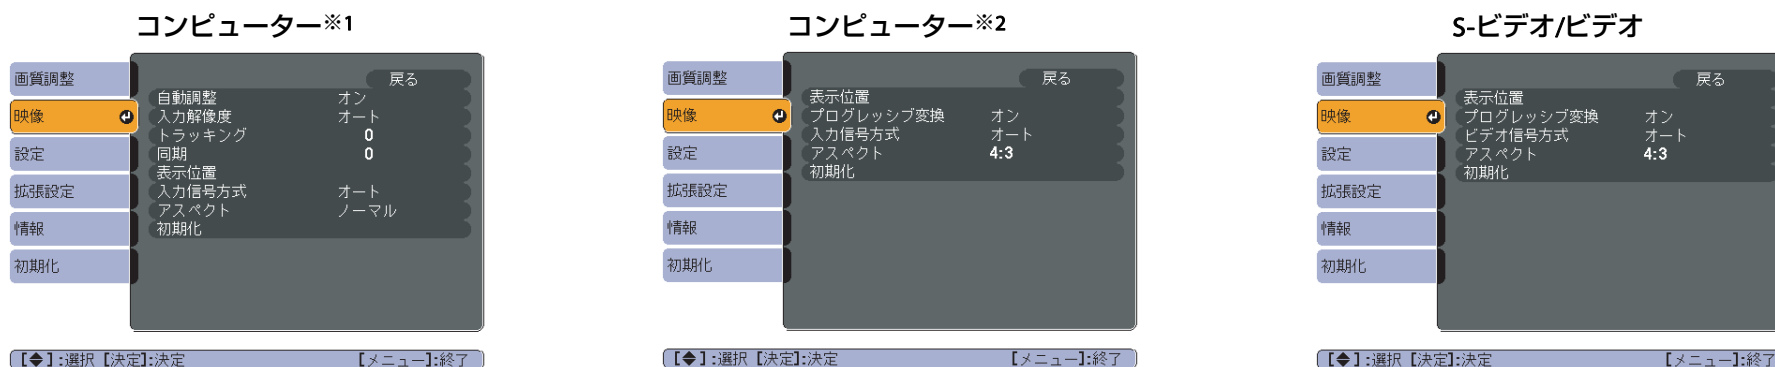 コンピューター※1
画質調整
映像
設定
拡張設定
情報
初期化
戻る
自動調整 オン
入力解像度 オート
トラッキング 0
同期 0
表示位置
入力信号方式 オート
アスペクト ノーマル
初期化
【◆】:選択【決定】:決定 【メニュー】:終了
コンピューター※2
画質調整
映像
設定
拡張設定
情報
初期化
戻る
表示位置
プログレッシブ変換 オン
入力信号方式 オート
アスペクト 4:3
初期化
【◆】:選択【決定】:決定 【メニュー】:終了
S-ビデオ/ビデオ
画質調整
映像
設定
拡張設定
情報
初期化
戻る
表示位置
プログレッシブ変換 オン
ビデオ信号方式 オート
アスペクト 4:3
初期化
【◆】:選択【決定】:決定 【メニュー】:終了